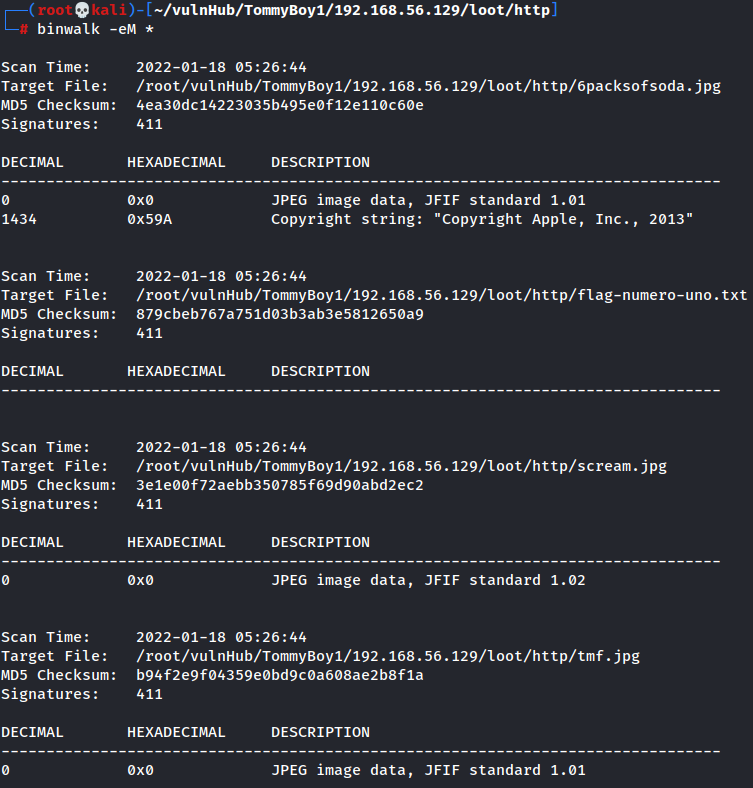 (root💀kali)-[~/vulnHub/TommyBoy1/192.168.56.129/loot/http]
# binwalk -eM *
Scan Time:     2022-01-18 05:26:44
Target File:   /root/vulnHub/TommyBoy1/192.168.56.129/loot/http/6packsofsoda.jpg
MD5 Checksum:  4ea30dc14223035b495e0f12e110c60e
Signatures:    411
DECIMAL       HEXADECIMAL     DESCRIPTION
--------------------------------------------------------------------------------
0             0x0             JPEG image data, JFIF standard 1.01
1434          0x59A           Copyright string: "Copyright Apple, Inc., 2013"
Scan Time:     2022-01-18 05:26:44
Target File:   /root/vulnHub/TommyBoy1/192.168.56.129/loot/http/flag-numero-uno.txt
MD5 Checksum:  879cbeb767a751d03b3ab3e5812650a9
Signatures:    411
DECIMAL       HEXADECIMAL     DESCRIPTION
--------------------------------------------------------------------------------
Scan Time:     2022-01-18 05:26:44
Target File:   /root/vulnHub/TommyBoy1/192.168.56.129/loot/http/scream.jpg
MD5 Checksum:  3e1e00f72aebb350785f69d90abd2ec2
Signatures:    411
DECIMAL       HEXADECIMAL     DESCRIPTION
--------------------------------------------------------------------------------
0             0x0             JPEG image data, JFIF standard 1.02
Scan Time:     2022-01-18 05:26:44
Target File:   /root/vulnHub/TommyBoy1/192.168.56.129/loot/http/tmf.jpg
MD5 Checksum:  b94f2e9f04359e0bd9c0a608ae2b8f1a
Signatures:    411
DECIMAL       HEXADECIMAL     DESCRIPTION
--------------------------------------------------------------------------------
0             0x0             JPEG image data, JFIF standard 1.01